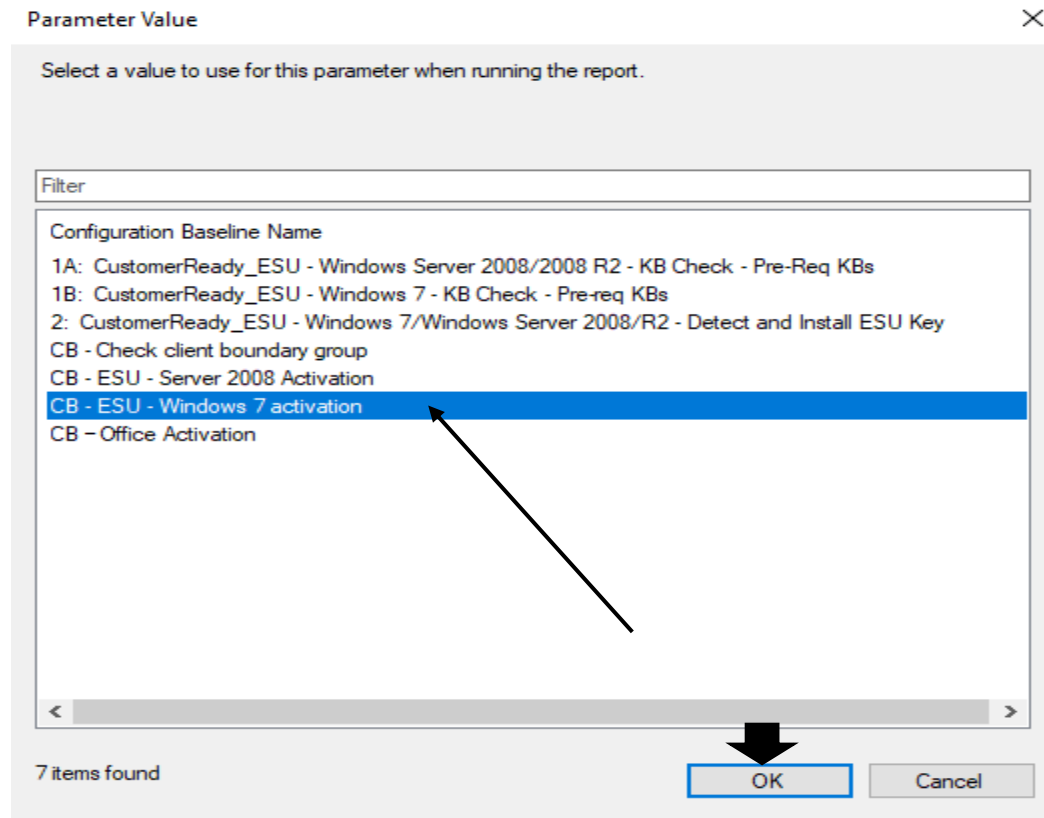 Parameter Value
Select a value to use for this parameter when running the report.
Filter
Configuration Baseline Name
1A: CustomerReady_ESU - Windows Server 2008/2008 R2 - KB Check - Pre-Req KBs
1B: CustomerReady_ESU - Windows 7 - KB Check - Pre-req KBs
2: CustomerReady_ESU - Windows 7/Windows Server 2008/R2 - Detect and Install ESU Key
CB - Check client boundary group
CB - ESU - Server 2008 Activation
CB - ESU - Windows 7 activation
CB – Office Activation
7 items found
OK Cancel